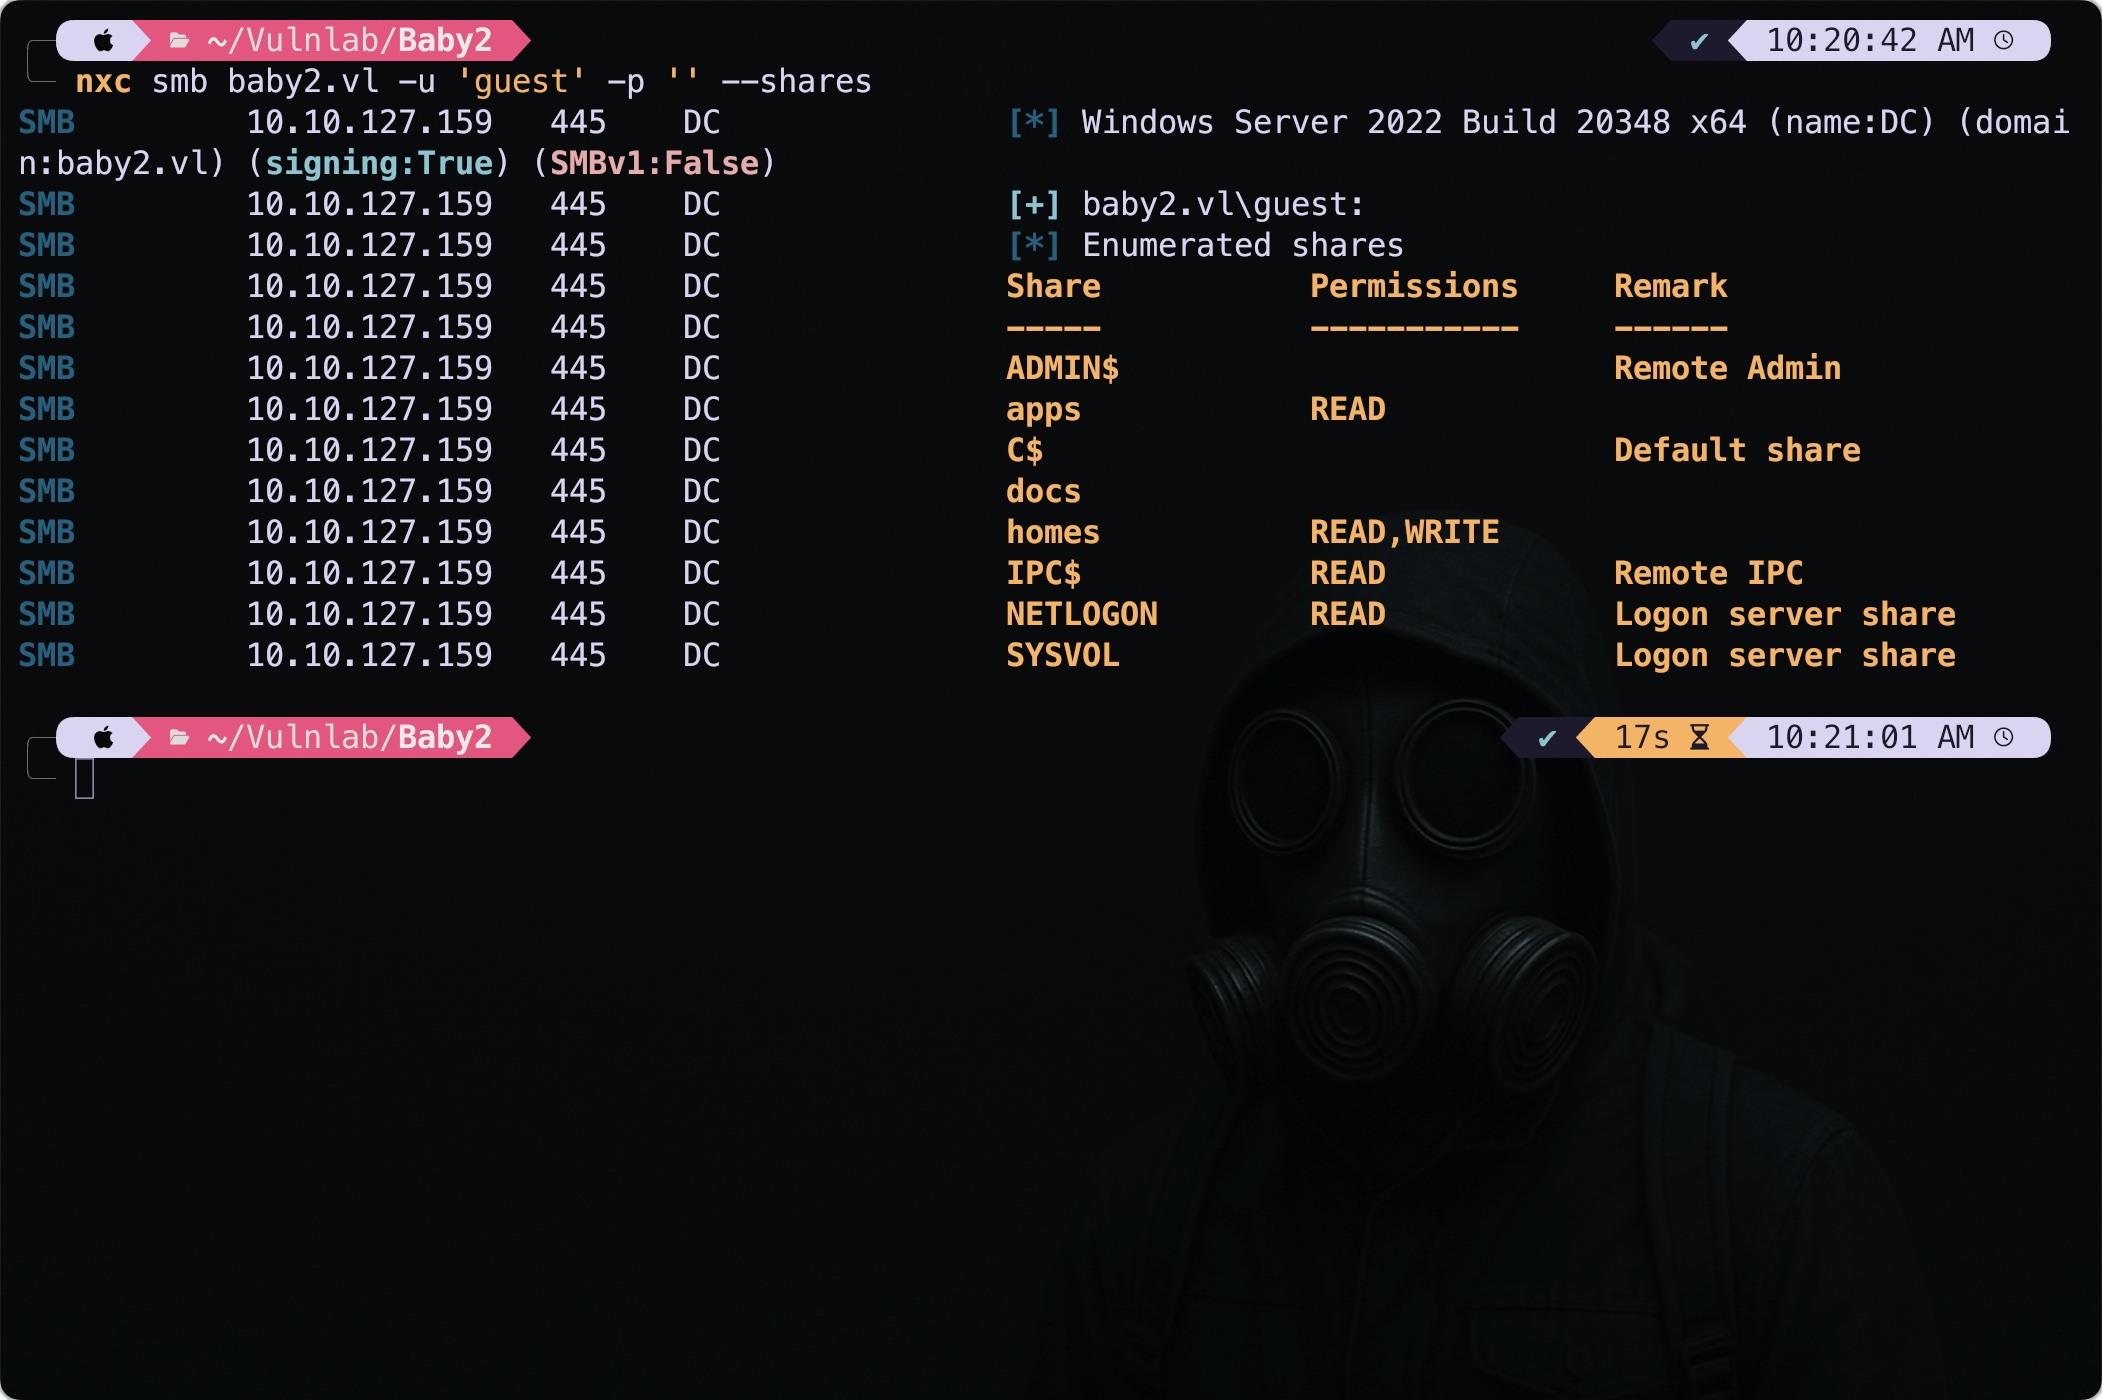 ~/Vulnlab/Baby2 ✔ 10:20:42 AM
nxc smb baby2.vl -u 'guest' -p '' --shares
SMB 10.10.127.159 445 DC [*] Windows Server 2022 Build 20348 x64 (name:DC) (domai
n:baby2.vl) (signing:True) (SMBv1:False)
SMB 10.10.127.159 445 DC [+] baby2.vl\guest:
SMB 10.10.127.159 445 DC [*] Enumerated shares
SMB 10.10.127.159 445 DC Share Permissions Remark
SMB 10.10.127.159 445 DC ----- ----------- ------
SMB 10.10.127.159 445 DC ADMIN$ Remote Admin
SMB 10.10.127.159 445 DC apps READ
SMB 10.10.127.159 445 DC C$ Default share
SMB 10.10.127.159 445 DC docs
SMB 10.10.127.159 445 DC homes READ,WRITE
SMB 10.10.127.159 445 DC IPC$ READ Remote IPC
SMB 10.10.127.159 445 DC NETLOGON READ Logon server share
SMB 10.10.127.159 445 DC SYSVOL Logon server share
~/Vulnlab/Baby2 ✔ 17s 10:21:01 AM